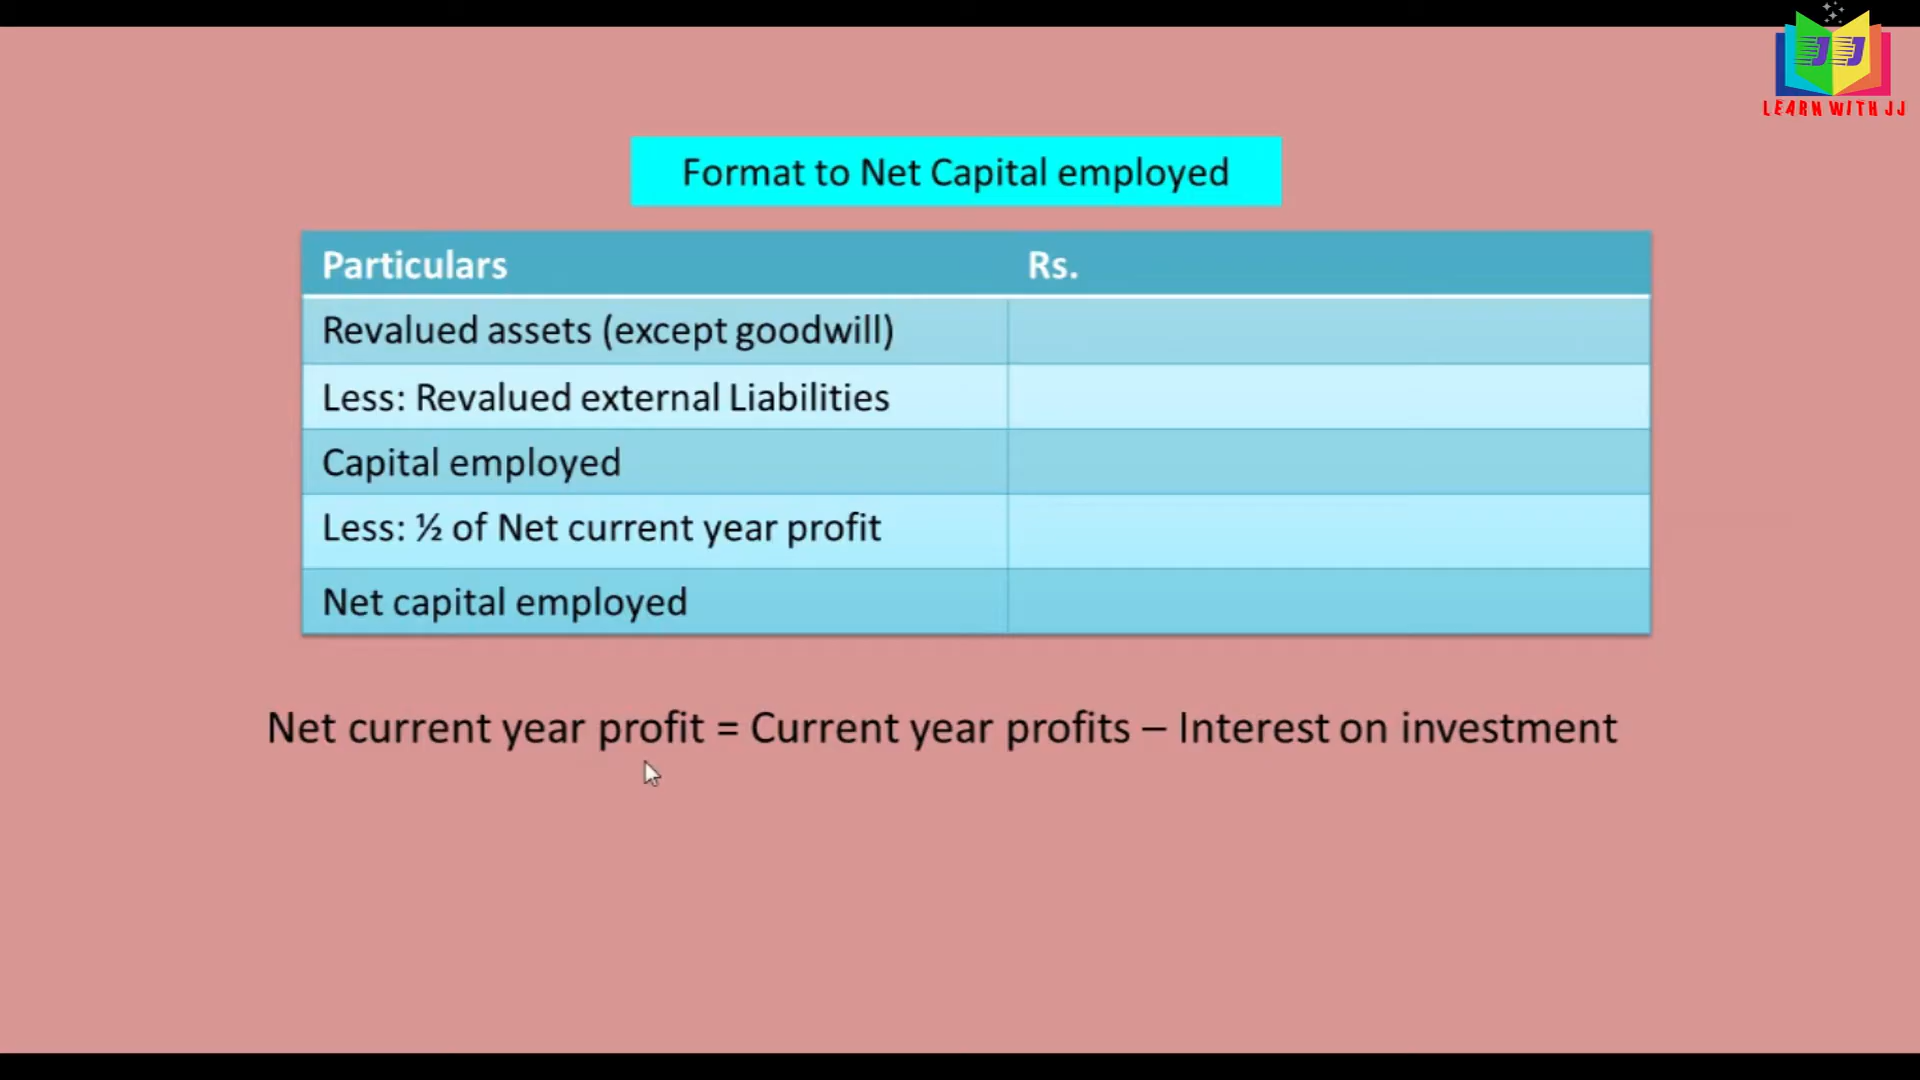 LEARN WITH JJ
Format to Net Capital employed
Particulars Rs.
Revalued assets (except goodwill)
Less: Revalued external Liabilities
Capital employed
Less: ½ of Net current year profit
Net capital employed
Net current year profit = Current year profits – Interest on investment